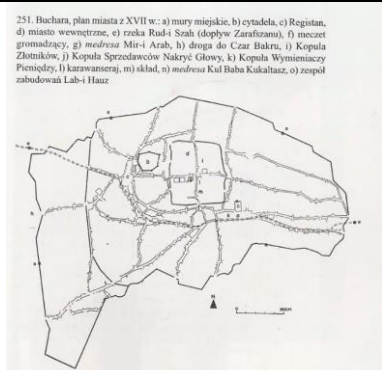 251. Buchara, plan miasta z XVII w.: a) mury miejskie, b) cytadela, c) Registan,
d) miasto wewnętrzne, e) rzeka Rud-i Szah (dopływ Zarafszanu), f) meczet
gromadzący, g) medresa Mir-i Arab, h) droga do Czar Bakru, i) Kopula
Złotników, j) Kopuła Sprzedawców Nakryć Głowy, k) Kopuła Wymieniaczy
Pieniędzy, l) karawanseraj, m) skład, n) medresa Kul Baba Kukaltasz, o) zespół
zabudowań Lab-i Hauz
b
d
N
0